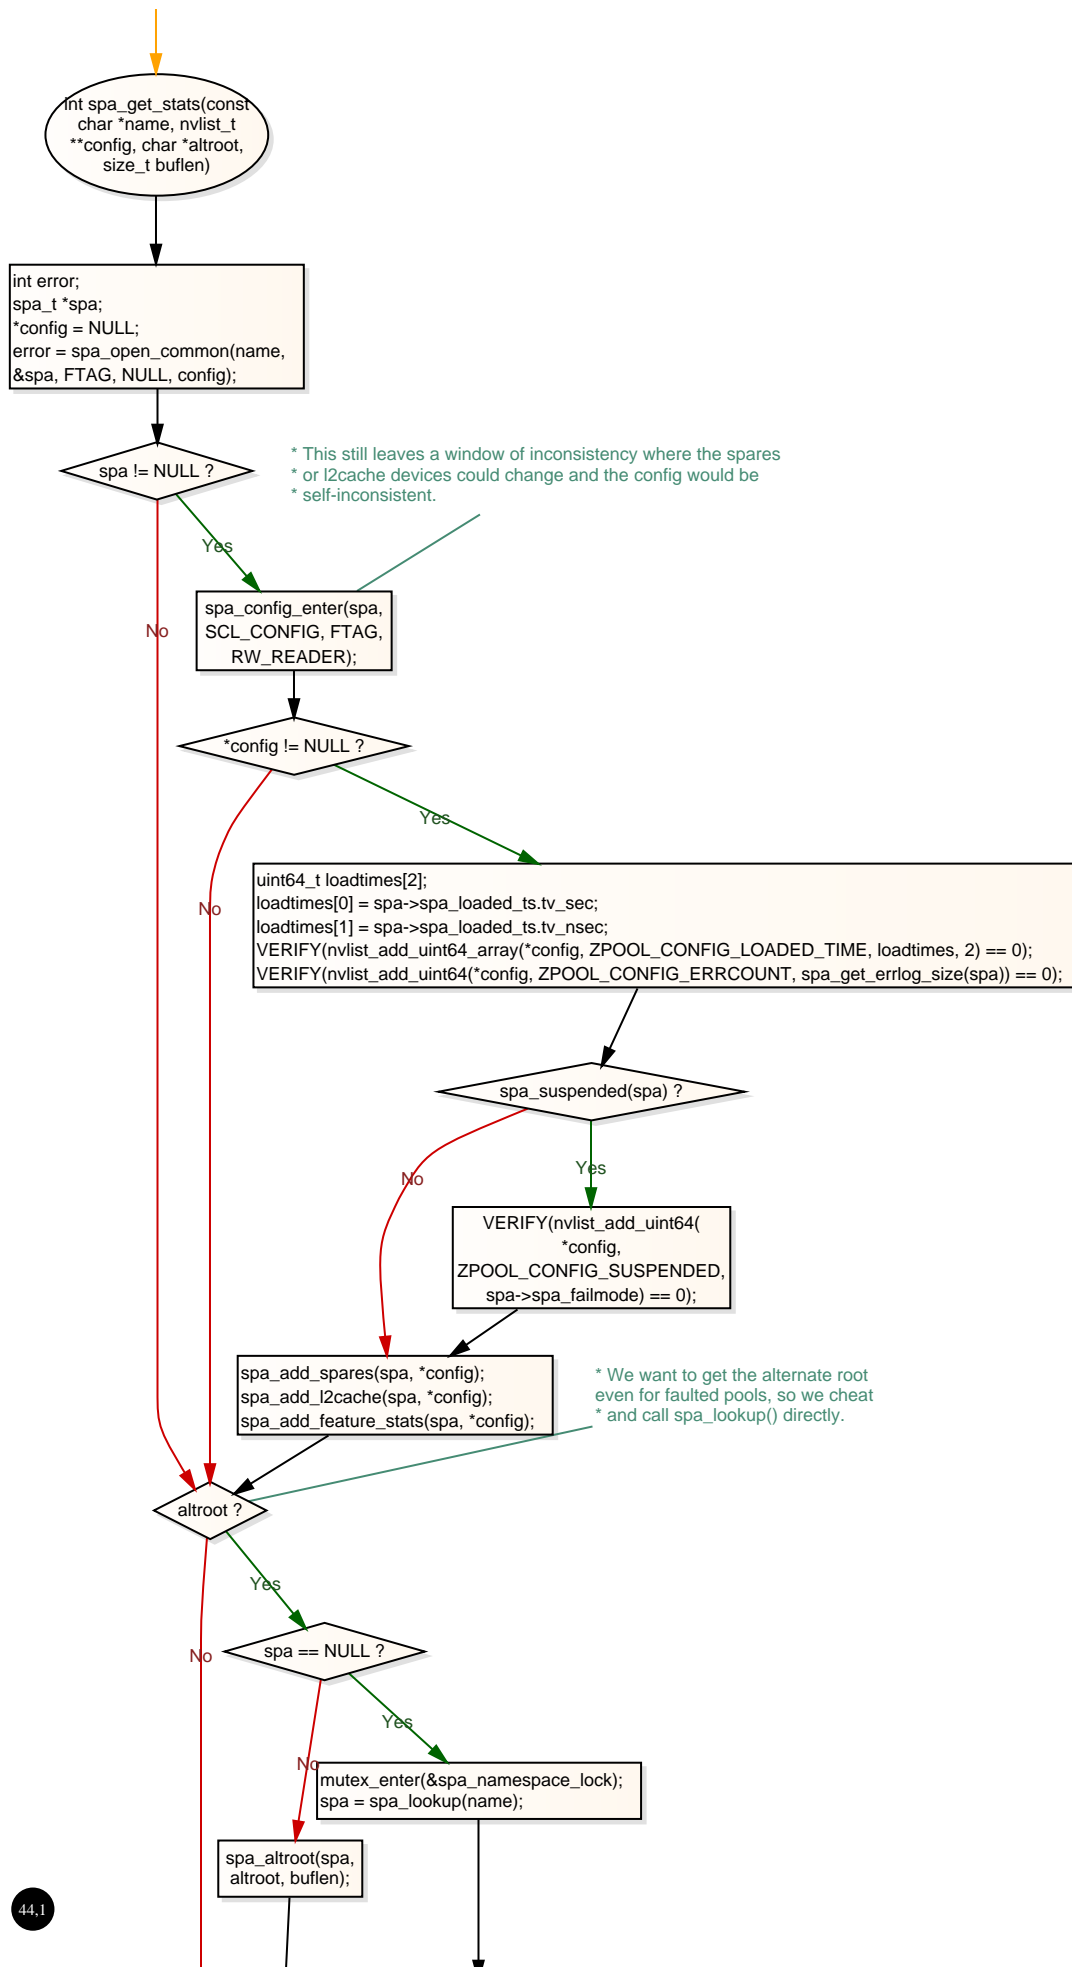 int spa_get_stats(const
char *name, nvlist_t
**config, char *altroot,
size_t buflen)
int error;
spa_t *spa;
*config = NULL;
error = spa_open_common(name,
&spa, FTAG, NULL, config);
spa != NULL ?
* This still leaves a window of inconsistency where the spares
* or l2cache devices could change and the config would be
* self-inconsistent.
Yes
No
spa_config_enter(spa,
SCL_CONFIG, FTAG,
RW_READER);
*config != NULL ?
Yes
No
uint64_t loadtimes[2];
loadtimes[0] = spa->spa_loaded_ts.tv_sec;
loadtimes[1] = spa->spa_loaded_ts.tv_nsec;
VERIFY(nvlist_add_uint64_array(*config, ZPOOL_CONFIG_LOADED_TIME, loadtimes, 2) == 0);
VERIFY(nvlist_add_uint64(*config, ZPOOL_CONFIG_ERRCOUNT, spa_get_errlog_size(spa)) == 0);
spa_suspended(spa) ?
Yes
No
VERIFY(nvlist_add_uint64(
*config,
ZPOOL_CONFIG_SUSPENDED,
spa->spa_failmode) == 0);
spa_add_spares(spa, *config);
spa_add_l2cache(spa, *config);
spa_add_feature_stats(spa, *config);
* We want to get the alternate root
even for faulted pools, so we cheat
* and call spa_lookup() directly.
altroot ?
Yes
No
spa == NULL ?
Yes
No
mutex_enter(&spa_namespace_lock);
spa = spa_lookup(name);
spa_altroot(spa,
altroot, buflen);
44,1